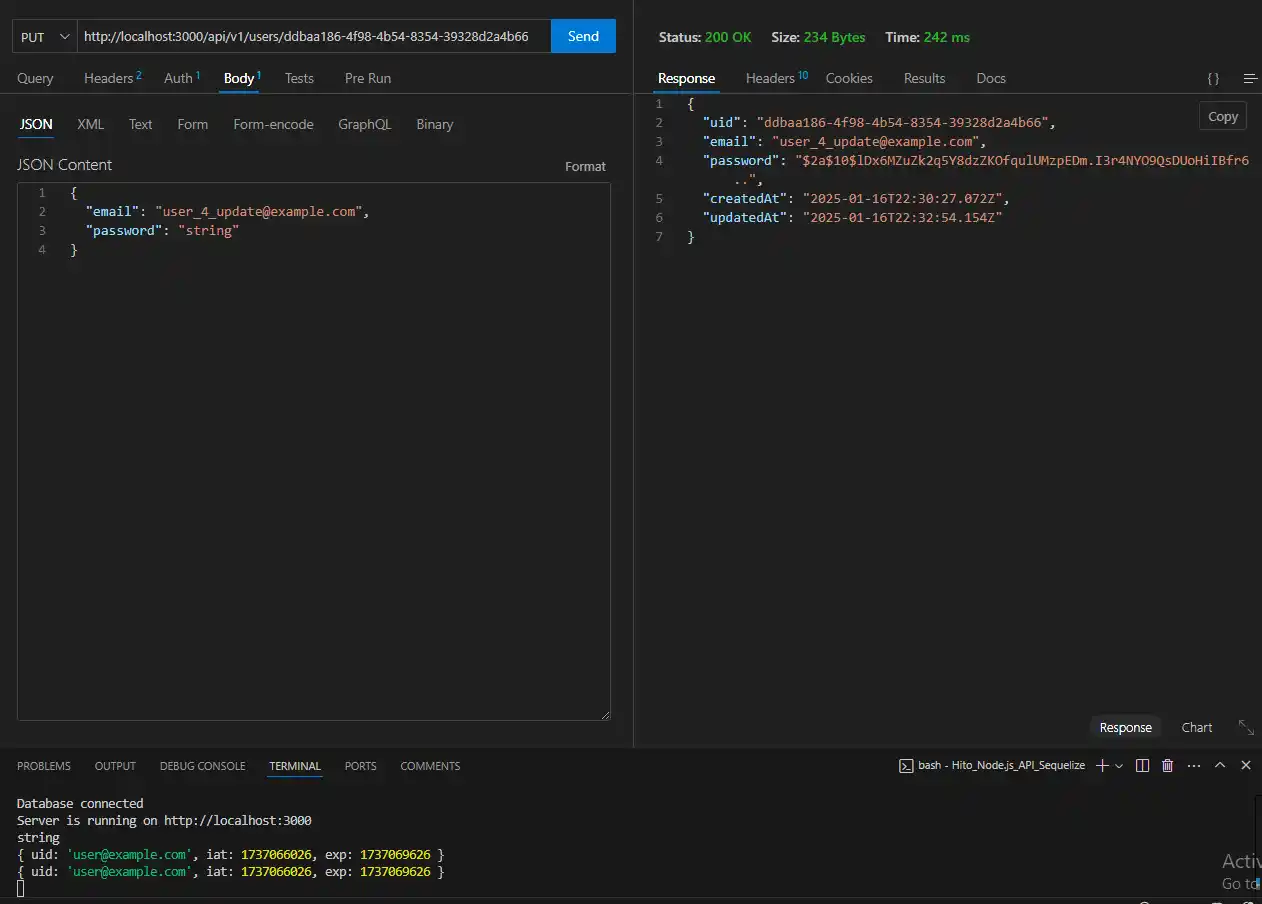 PUT http://localhost:3000/api/v1/users/ddbaa186-4f98-4b54-8354-39328d2a4b66 Send
Query Headers 2 Auth 1 Body 1 Tests Pre Run
JSON XML Text Form Form-encode GraphQL Binary
JSON Content Format
1 {
2 "email": "user_4_update@example.com",
3 "password": "string"
4 }
Status: 200 OK Size: 234 Bytes Time: 242 ms
Response Headers 10 Cookies Results Docs { }
Copy
1 {
2 "uid": "ddbaa186-4f98-4b54-8354-39328d2a4b66",
3 "email": "user_4_update@example.com",
4 "password": "$2a$10$lDx6MZuZk2q5Y8dzZKOfqulUMzpEDm.I3r4NYO9QsDUoHiIBfr6
..",
5 "createdAt": "2025-01-16T22:30:27.072Z",
6 "updatedAt": "2025-01-16T22:32:54.154Z"
7 }
Response Chart
PROBLEMS OUTPUT DEBUG CONSOLE TERMINAL PORTS COMMENTS bash - Hito_Node.js_API_Sequelize
Database connected
Server is running on http://localhost:3000
string
{ uid: 'user@example.com', iat: 1737066026, exp: 1737069626 }
{ uid: 'user@example.com', iat: 1737066026, exp: 1737069626 }
Activ
Go to